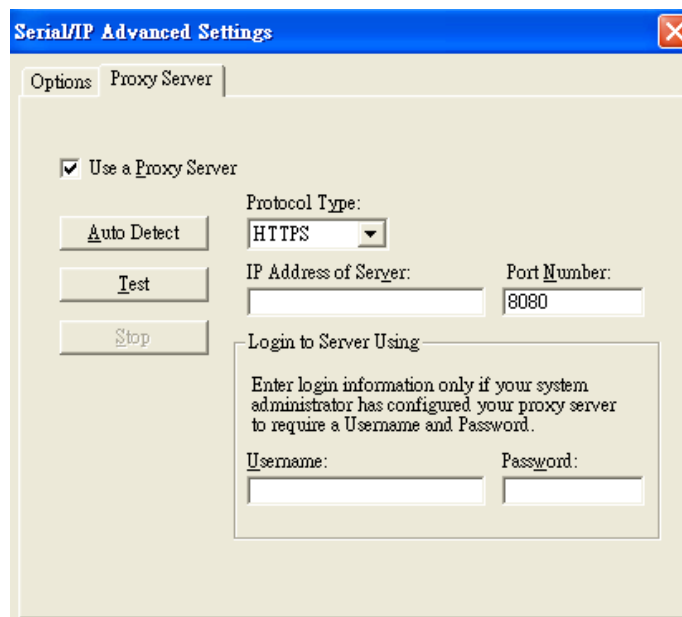 Serial/IP Advanced Settings
Options
Proxy Server
Use a Proxy Server
Protocol Type:
Auto Detect
HTTPS
IP Address of Server:
Port Number:
Test
8080
Stop
Login to Server Using
Enter login information only if your system
administrator has configured your proxy server
to require a Username and Password.
Username:
Password: